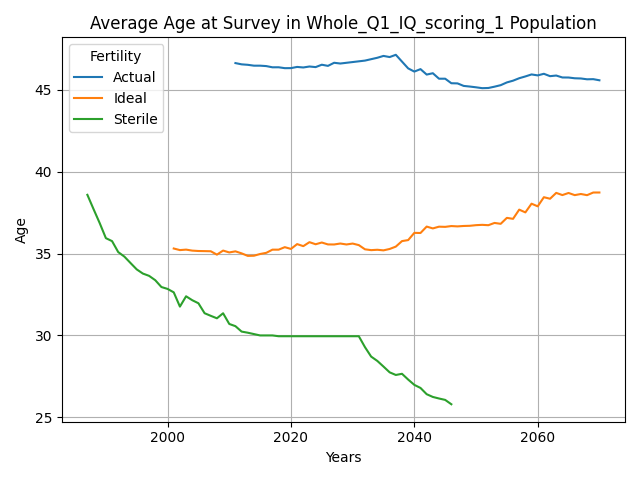 Average Age at Survey in Whole_Q1_IQ_scoring_1 Population
Fertility
Actual
Ideal
Sterile
Age
45
40
35
30
25
2000
2020
2040
2060
Years